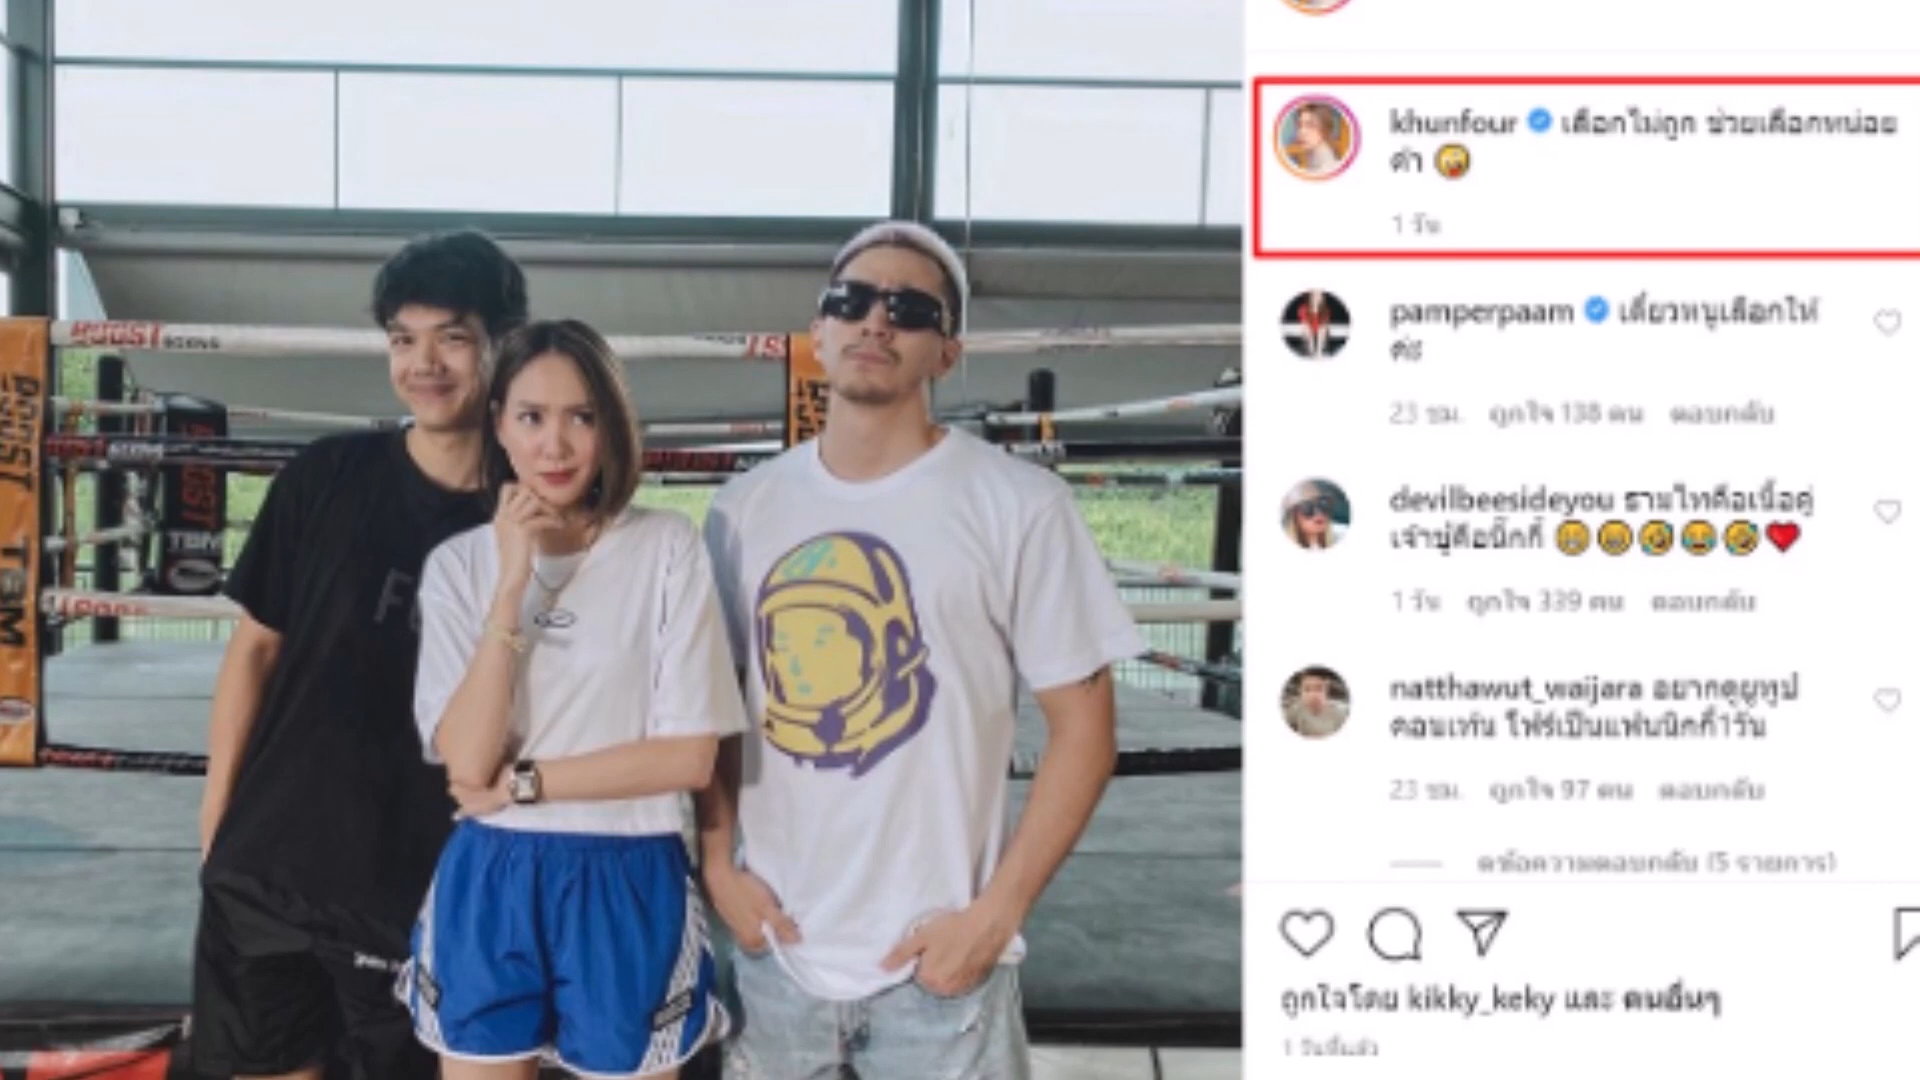 BOOST
BOXING
TBM
khunfour เลือกไม่ถูก ช่วยเลือกหน่อย
ค่า
1 วัน
pamperpaam เดี๋ยวหนูเลือกให้
ค่ะ
23 ชม. ถูกใจ 138 คน ตอบกลับ
devilbeesideyou ธามไทคือเนื้อคู่
เจ้าชู้คือนิ๊กกี้
1 วัน ถูกใจ 339 คน ตอบกลับ
natthawut_waijara อยากดูยูทูป
คอนเท้น โฟร์เป็นแฟนนิกกี้1วัน
23 ชม. ถูกใจ 97 คน ตอบกลับ
ดูข้อความตอบกลับ (5 รายการ)
ถูกใจโดย kikky_keky และ คนอื่นๆ
1 วันที่แล้ว